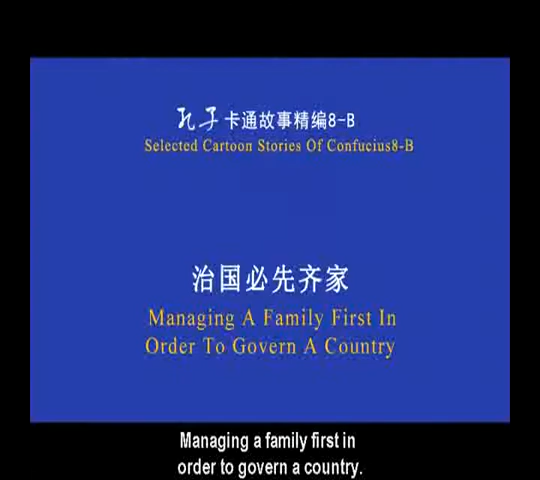 孔子卡通故事精编8-B
Selected Cartoon Stories Of Confucius8-B
治国必先齐家
Managing A Family First In
Order To Govern A Country
Managing a family first in
order to govern a country.